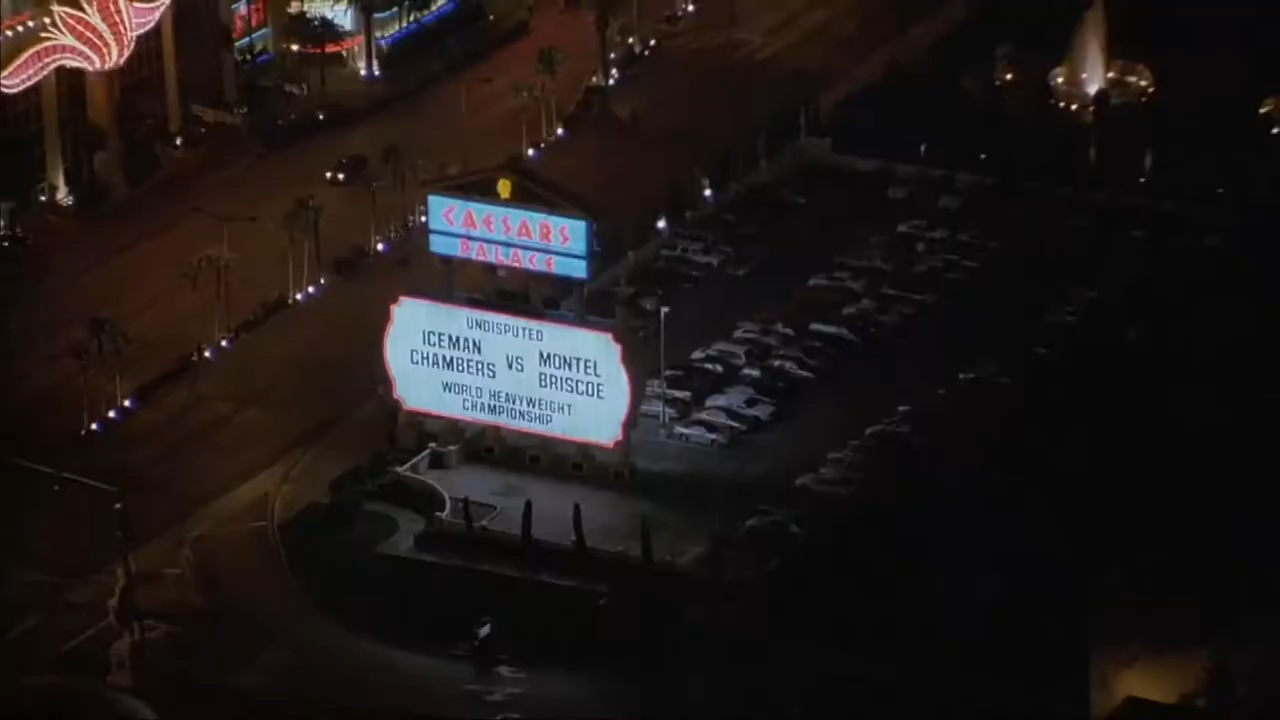 CAESARS
PALACE
UNDISPUTED
ICEMAN CHAMBERS VS MONTEL BRISCOE
WORLD HEAVYWEIGHT
CHAMPIONSHIP